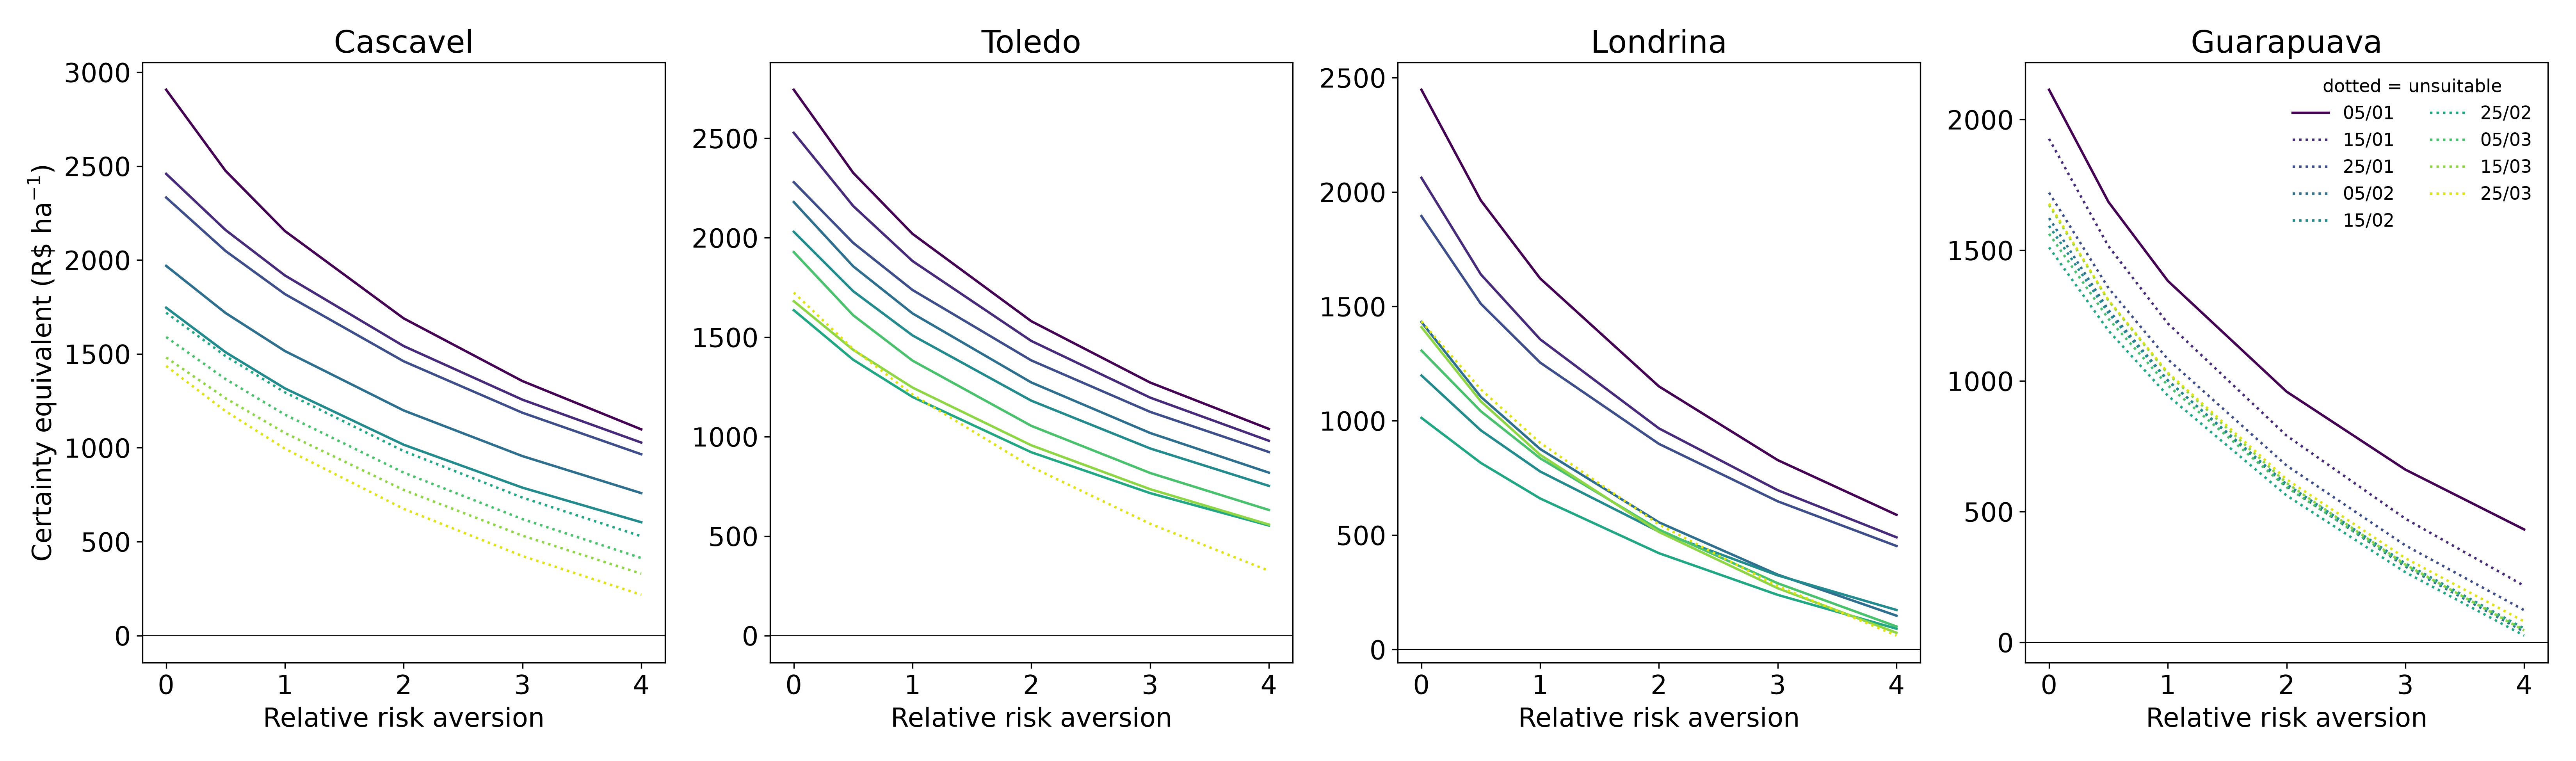 Cascavel
Toledo
Londrina
Guarapuava
Certainty equivalent (R$ ha⁻¹)
3000
2500
2000
1500
1000
500
0
0 1 2 3 4
Relative risk aversion
2500
2000
1500
1000
500
0
0 1 2 3 4
Relative risk aversion
2500
2000
1500
1000
500
0
0 1 2 3 4
Relative risk aversion
2000
1500
1000
500
0
0 1 2 3 4
Relative risk aversion
dotted = unsuitable
05/01
15/01
25/01
05/02
15/02
25/02
05/03
15/03
25/03